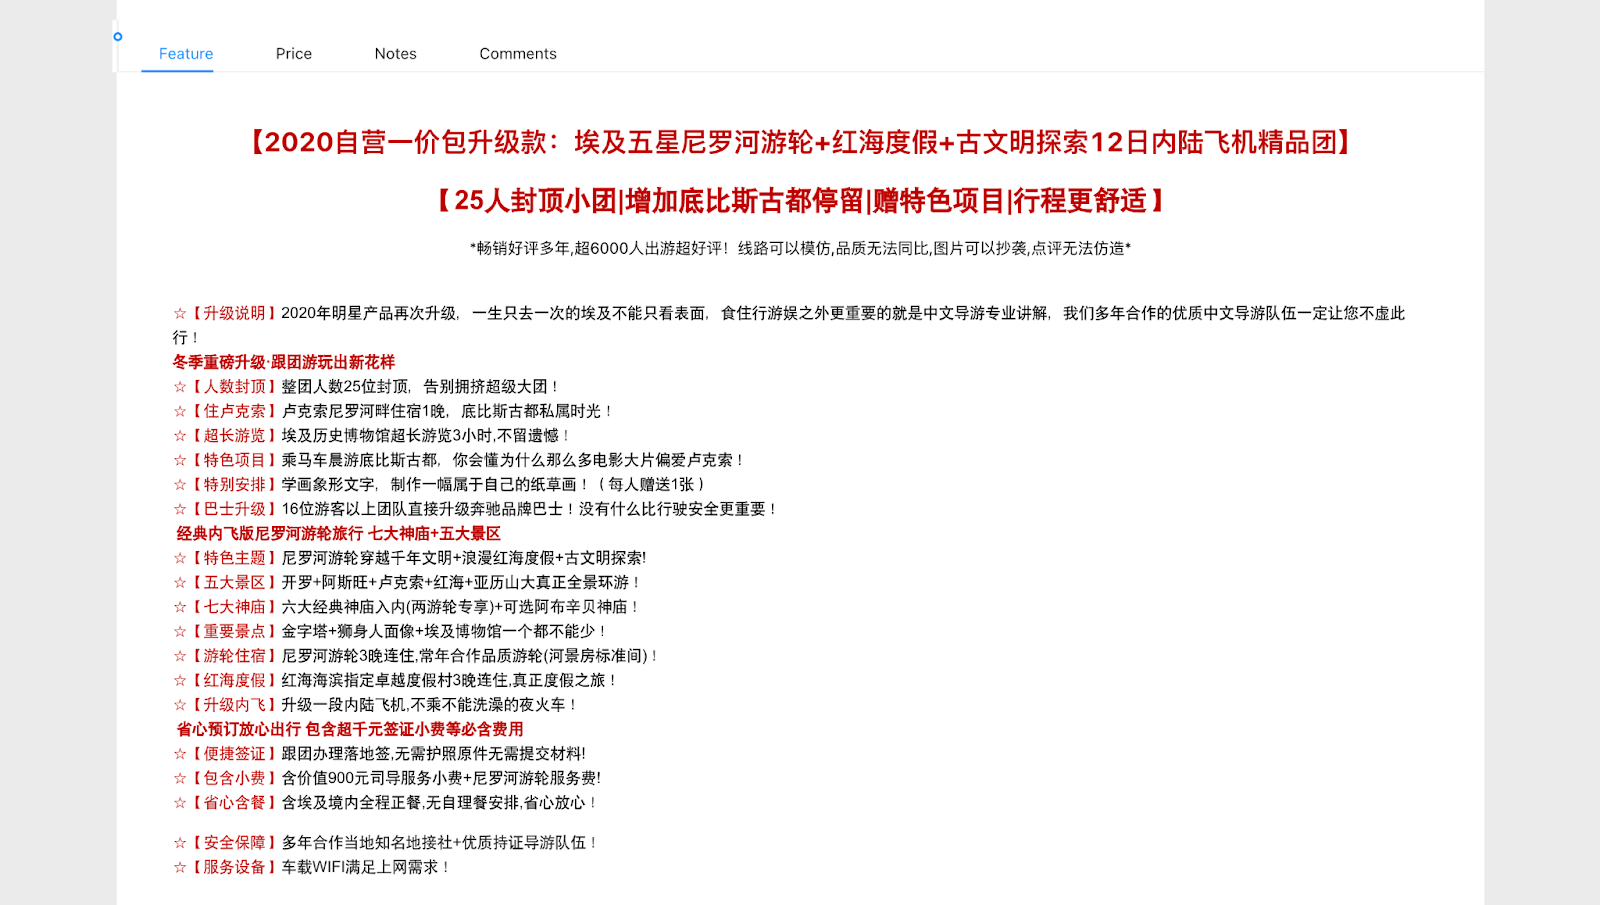 Feature Price Notes Comments
【2020自营一价包升级款：埃及五星尼罗河游轮+红海度假+古文明探索12日内陆飞机精品团】
【25人封顶小团|增加底比斯古都停留|赠特色项目|行程更舒适】
*畅销好评多年,超6000人出游超好评！线路可以模仿,品质无法同比,图片可以抄袭,点评无法仿造*
☆【升级说明】2020年明星产品再次升级，一生只去一次的埃及不能只看表面，食住行游娱之外更重要的就是中文导游专业讲解，我们多年合作的优质中文导游队伍一定让您不虚此
行！
冬季重磅升级·跟团游玩出新花样
☆【人数封顶】整团人数25位封顶，告别拥挤超级大团！
☆【住卢克索】卢克索尼罗河畔住宿1晚，底比斯古都私属时光！
☆【超长游览】埃及历史博物馆超长游览3小时,不留遗憾！
☆【特色项目】乘马车晨游底比斯古都，你会懂为什么那么多电影大片偏爱卢克索！
☆【特别安排】学画象形文字，制作一幅属于自己的纸草画！（每人赠送1张）
☆【巴士升级】16位游客以上团队直接升级奔驰品牌巴士！没有什么比行驶安全更重要！
经典内飞版尼罗河游轮旅行 七大神庙+五大景区
☆【特色主题】尼罗河游轮穿越千年文明+浪漫红海度假+古文明探索!
☆【五大景区】开罗+阿斯旺+卢克索+红海+亚历山大真正全景环游！
☆【七大神庙】六大经典神庙入内(两游轮专享)+可选阿布辛贝神庙！
☆【重要景点】金字塔+狮身人面像+埃及博物馆一个都不能少！
☆【游轮住宿】尼罗河游轮3晚连住,常年合作品质游轮(河景房标准间)！
☆【红海度假】红海海滨指定卓越度假村3晚连住,真正度假之旅！
☆【升级内飞】升级一段内陆飞机,不乘不能洗澡的夜火车！
省心预订放心出行 包含超千元签证小费等必含费用
☆【便捷签证】跟团办理落地签,无需护照原件无需提交材料!
☆【包含小费】含价值900元司导服务小费+尼罗河游轮服务费!
☆【省心含餐】含埃及境内全程正餐,无自理餐安排,省心放心！
☆【安全保障】多年合作当地知名地接社+优质持证导游队伍！
☆【服务设备】车载WIFI满足上网需求！